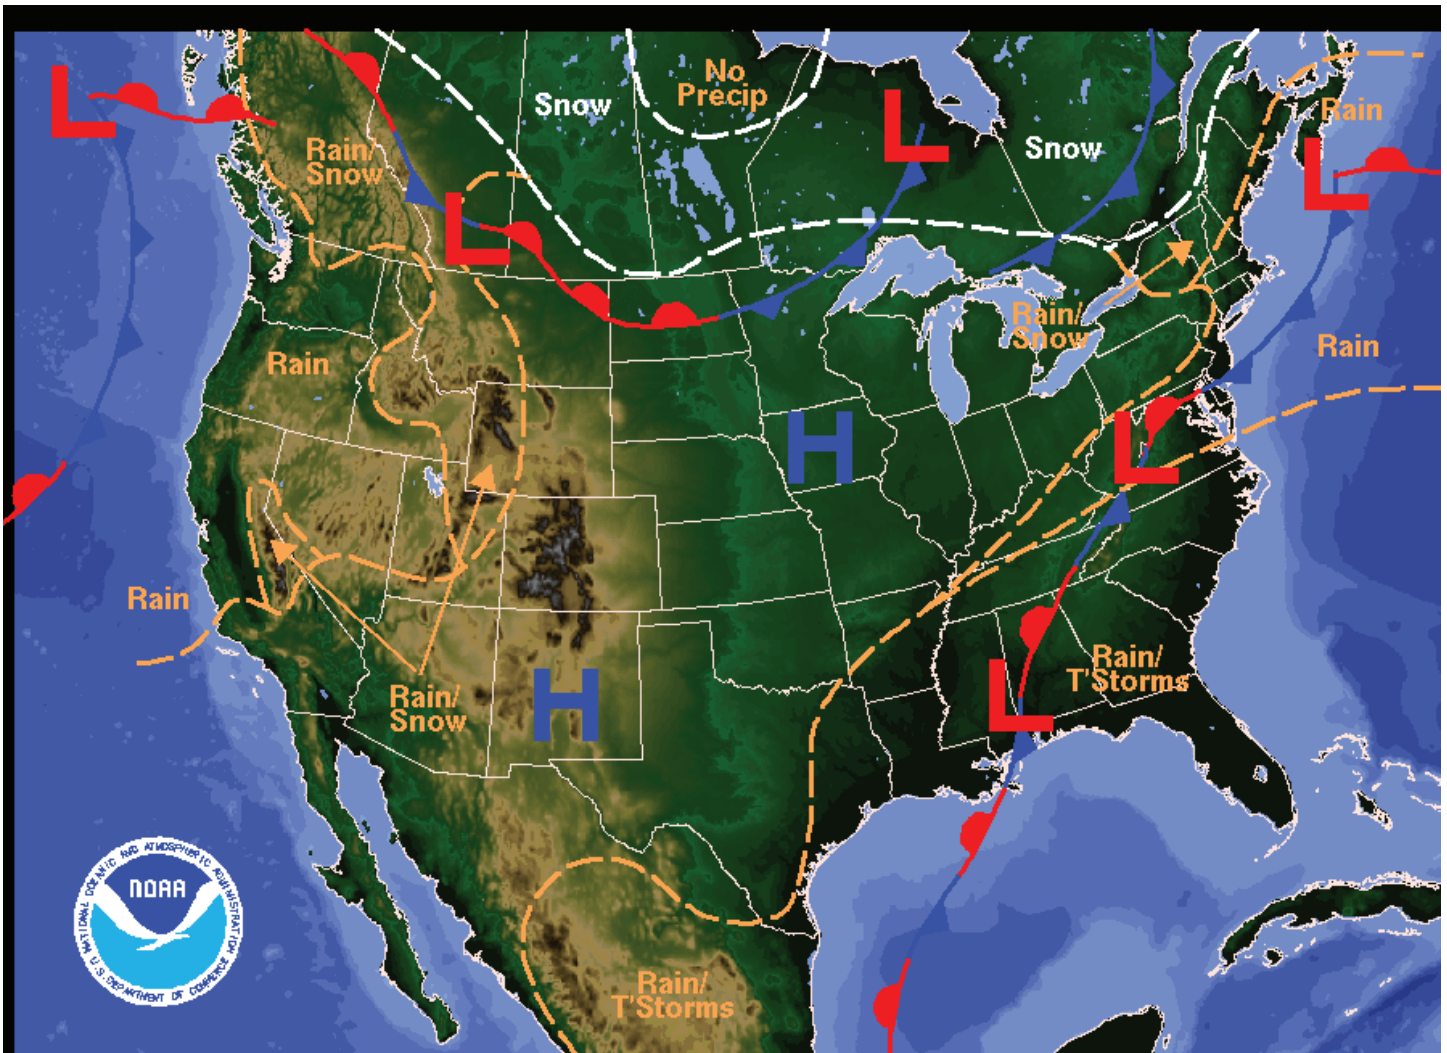 No
Precip
L
Snow
L
Rain
Rain/
Snow
Snow
L
L
Rain/
Snow
Rain
Rain
H
L
Rain
Rain/
T'Storms
L
Rain/
Snow
H
NATIONAL OCEANIC AND ATMOSPHERIC ADMINISTRATION
NOAA
U.S. DEPARTMENT OF COMMERCE
Rain/
T'Storms